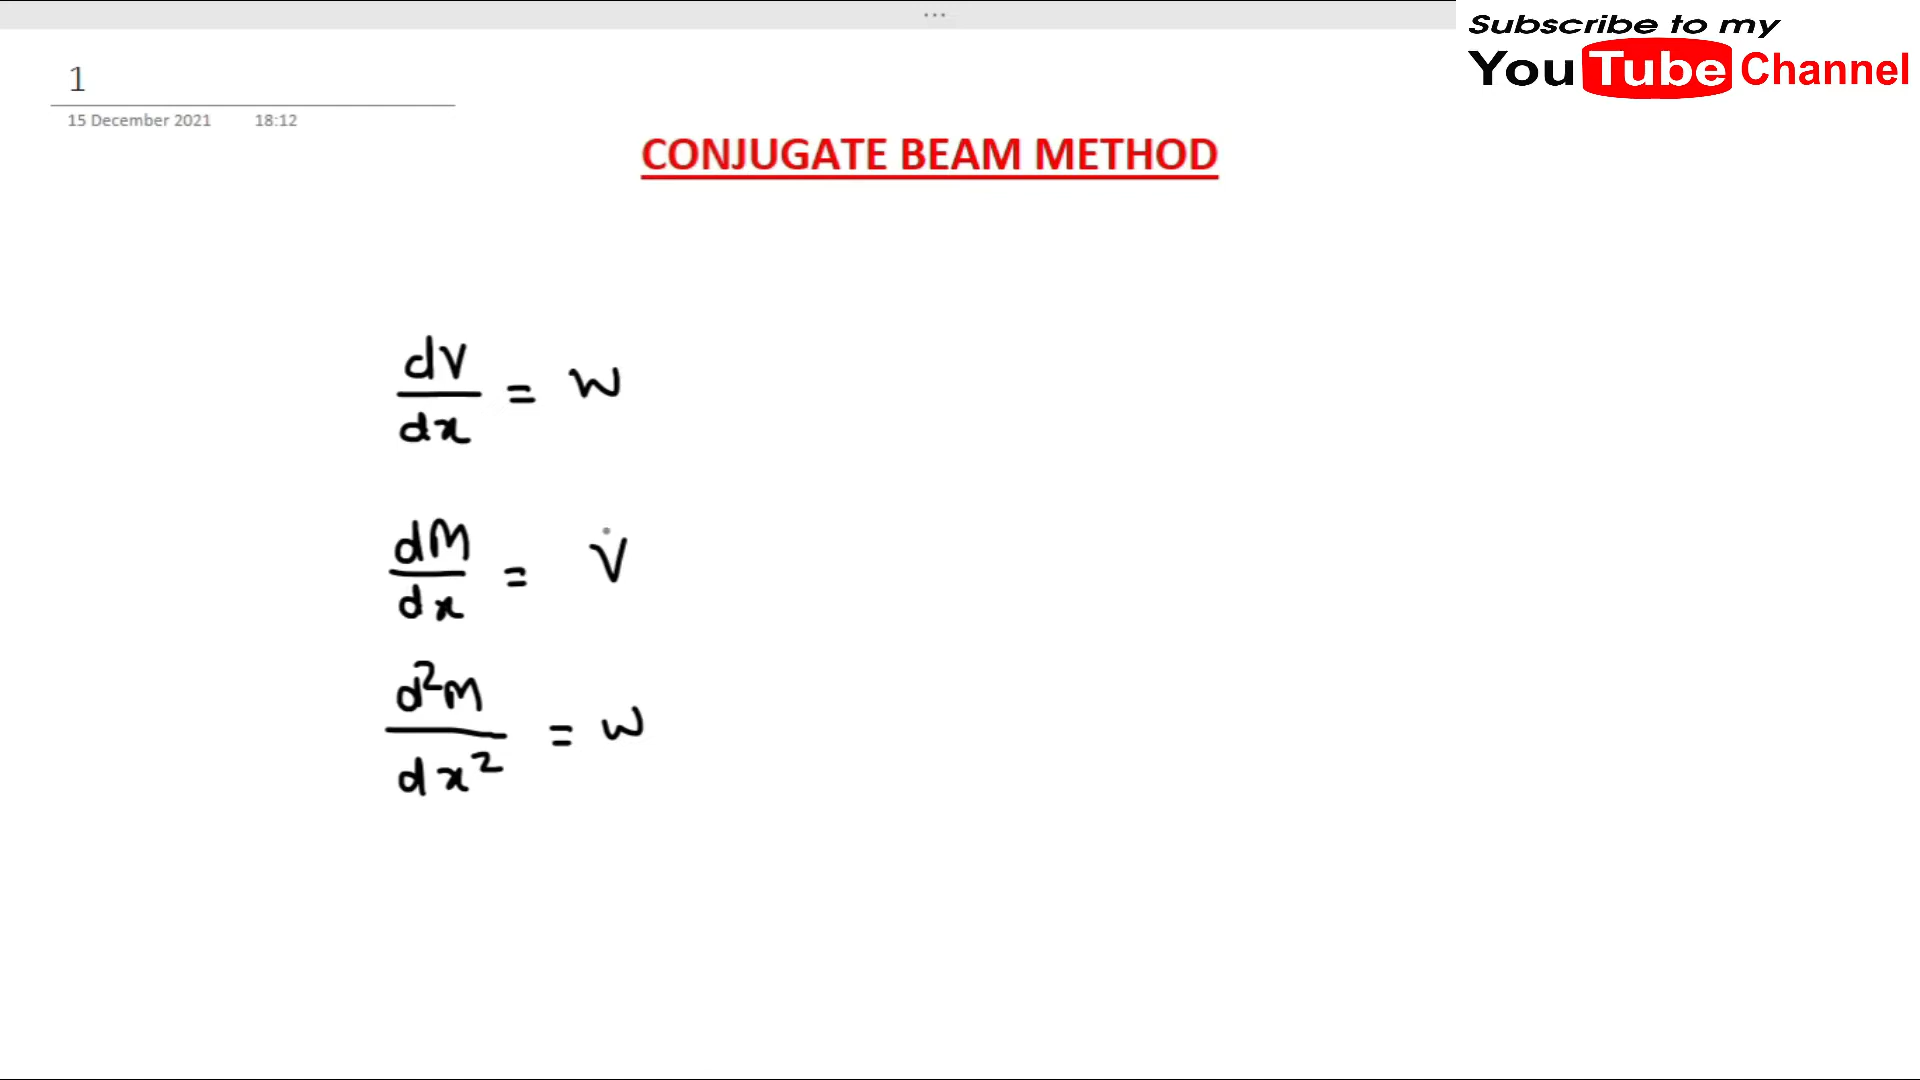 ...
Subscribe to my
YouTube Channel
1
15 December 2021 18:12
CONJUGATE BEAM METHOD
dV/dx = w
dM/dx = V
d²M/dx² = w